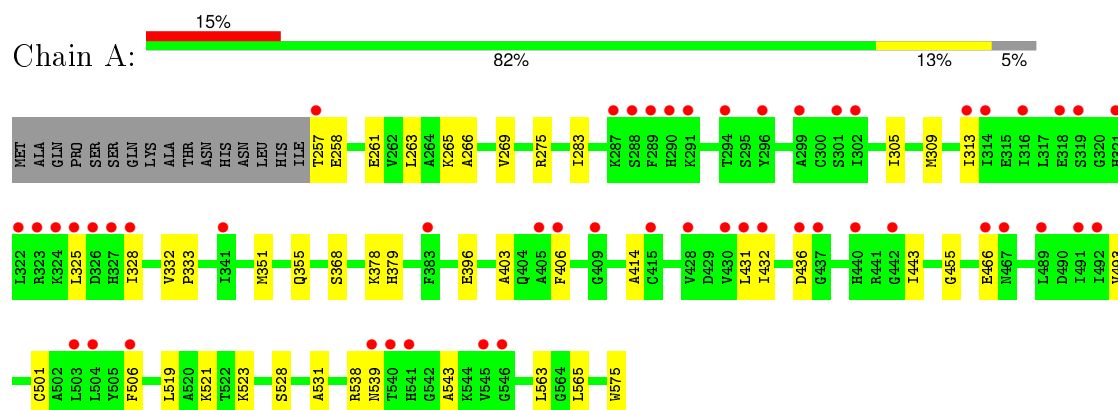 15%
Chain A:
82% 13% 5%
MET ALA GLN PRO SER SER GLN LYS ALA THR ASN HIS ASN LEU HIS ILE T257 E258 E261 V262 L263 A264 K265 A266 V269 R275 I283 K287 S288 F289 H290 K291 T294 S295 Y296 A299 G300 S301 I302 I305 M309 I313 I314 E315 I316 L317 E318 S319 G320 H321
L322 R323 K324 L325 D326 H327 I328 V332 P333 I341 M351 Q355 S368 K378 H379 F383 E396 A403 Q404 A405 F406 G409 A414 C415 V428 D429 V430 L431 I432 D436 G437 H440 R441 G442 I443 G455 E466 N467 L489 D490 I491 I492 V493
C501 A502 L503 L504 Y505 F506 L519 A520 K521 T522 K523 S528 A531 R538 N539 T540 H541 G542 A543 K544 V545 G546 L563 G564 L565 W575